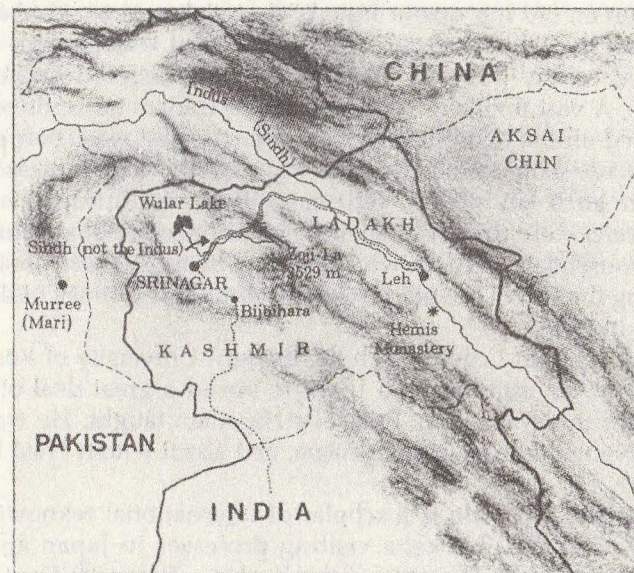 CHINA
Indus
(Sindh)
AKSAI
CHIN
Wular Lake
LADAKH
Sindh (not the Indus)
Zoji-La
3529 m.
SRINAGAR
Leh
Murree
(Mari)
Bijbihara
Hemis
Monastery
KASHMIR
PAKISTAN
INDIA